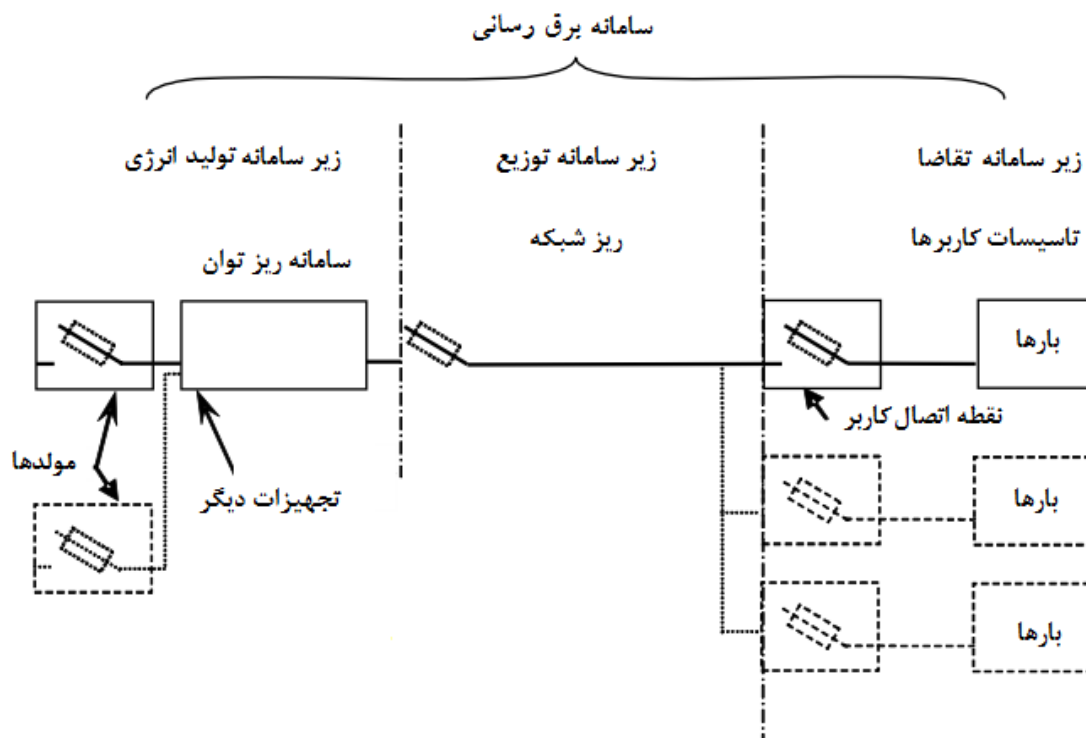 سامانه برق رسانی
زیر سامانه تقاضا
زیر سامانه توزیع
زیر سامانه تولید انرژی
تاسیسات کاربرها
ریز شبکه
سامانه ریز توان
بارها
نقطه اتصال کاربر
مولدها
تجهیزات دیگر
بارها
بارها